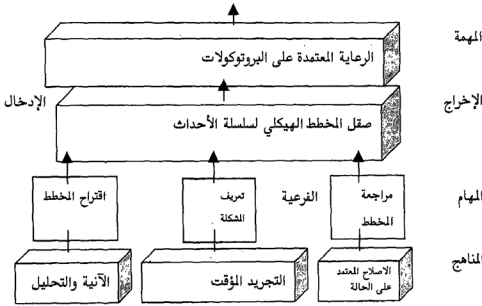 المهمة
الرعاية المعتمدة على البروتوكولات
الإخراج
الإدخال
صقل المخطط الهيكلي لسلسلة الأحداث
المهام
الفرعية
مراجعة
المخطط
تعريف
المشكلة
اقتراح المخطط
المناهج
الاصلاح المعتمد
على الحالة
التجريد المؤقت
الآنية والتحليل